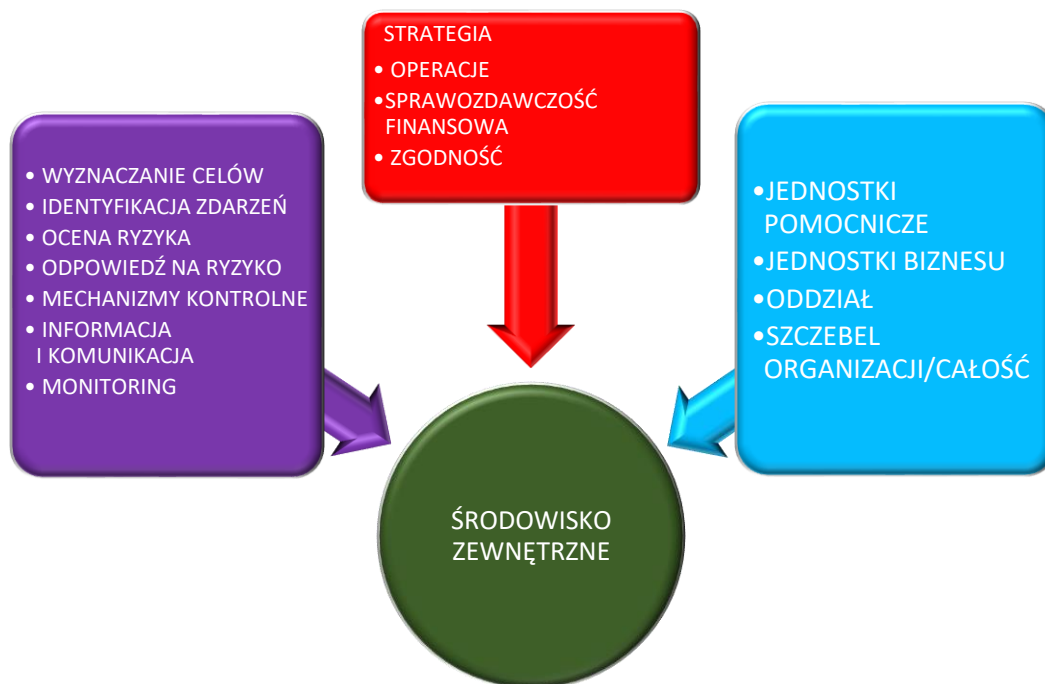 STRATEGIA
• OPERACJE
•SPRAWOZDAWCZOŚĆ
FINANSOWA
• ZGODNOŚĆ
• WYZNACZANIE CELÓW
• IDENTYFIKACJA ZDARZEŃ
• OCENA RYZYKA
• ODPOWIEDŹ NA RYZYKO
• MECHANIZMY KONTROLNE
• INFORMACJA
I KOMUNIKACJA
• MONITORING
•JEDNOSTKI
POMOCNICZE
•JEDNOSTKI BIZNESU
•ODDZIAŁ
•SZCZEBEL
ORGANIZACJI/CAŁOŚĆ
ŚRODOWISKO
ZEWNĘTRZNE